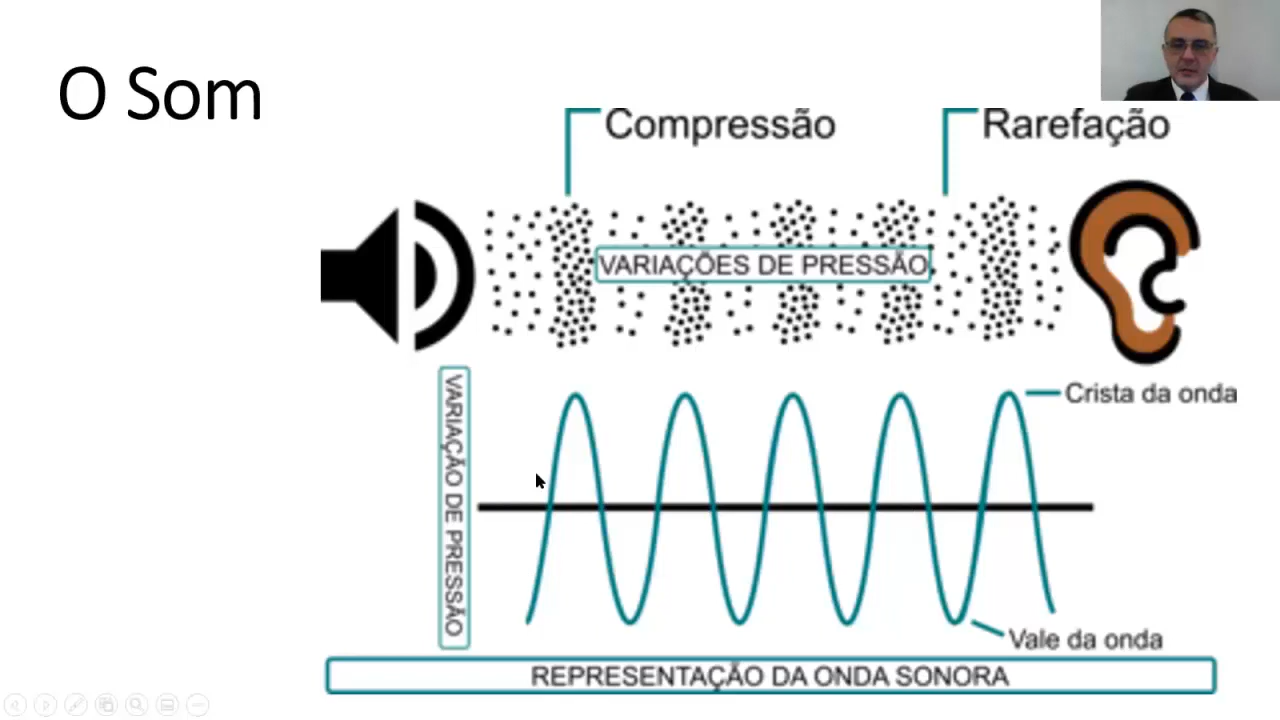 O Som
Compressão
Rarefação
VARIAÇÕES DE PRESSÃO
VARIAÇÃO DE PRESSÃO
Crista da onda
Vale da onda
REPRESENTAÇÃO DA ONDA SONORA